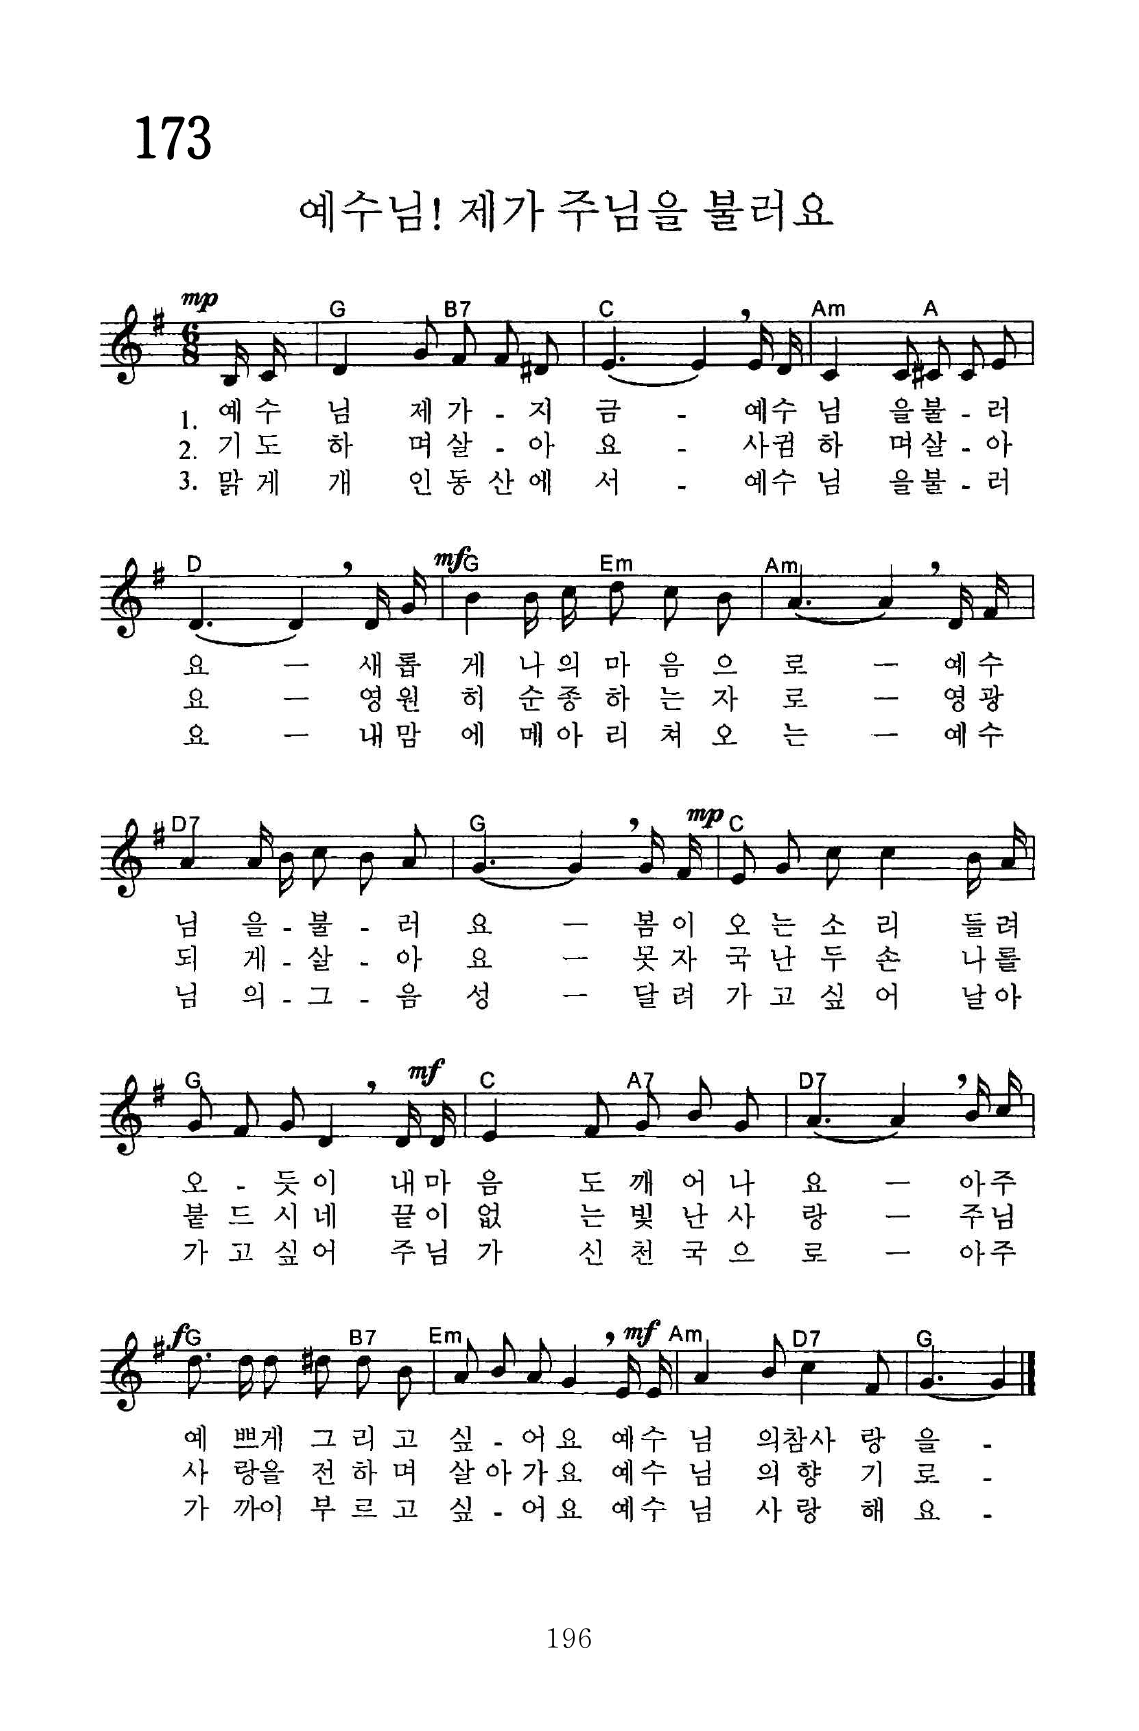 173
예수님! 제가 주님을 불러요
mp G B7 C Am A
1. 예수 님 제가 - 지 금 - 예수 님 을불 - 러
2. 기도 하 며살 - 아 요 - 사귐 하 며살 - 아
3. 맑게 개 인동산에 서 - 예수 님 을불 - 러
D mf G Em Am
요 — 새롭 게 나의마음으 로 — 예수
요 — 영원 히 순종하는자 로 — 영광
요 — 내맘 에 메아리쳐오 는 — 예수
D7 G mp C
님 을 - 불 - 러 요 — 봄이 오는소리 들려
되 게 - 살 - 아 요 — 못자 국난두손 나를
님 의 - 그 - 음 성 — 달려 가고싶어 날아
G mf C A7 D7
오 - 듯이 내마 음 도깨어나 요 — 아주
붙드시네 끝이 없 는빛난사 랑 — 주님
가고싶어 주님 가 신천국으 로 — 아주
f G B7 Em mf Am D7 G
예 쁘게 그리고 싶 - 어요 예수 님 의참사 랑 을 -
사 랑을 전하며 살아가요 예수 님 의향 기 로 -
가 까이 부르고 싶 - 어요 예수 님 사랑 해 요 -
196